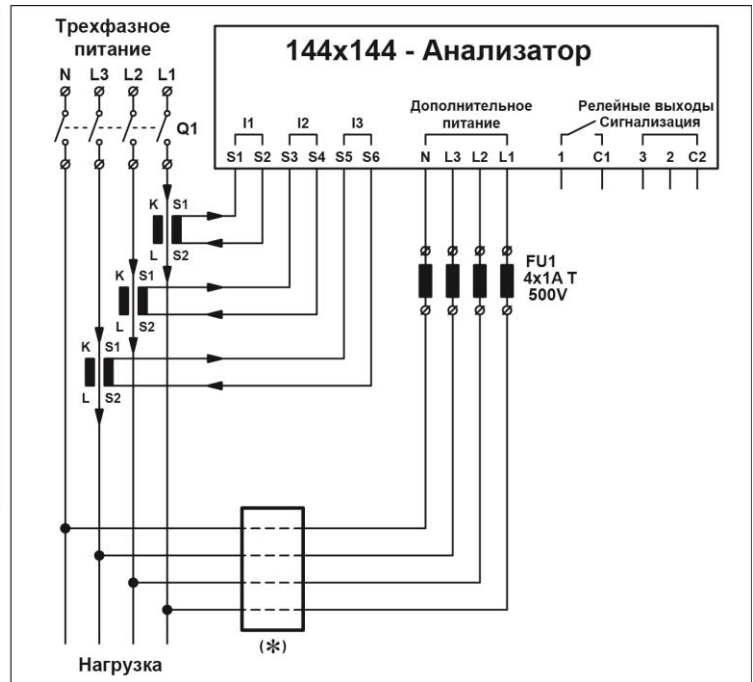 Трехфазное
питание
N L3 L2 L1
Q1
144x144 - Анализатор
I1 I2 I3
Дополнительное
питание
Релейные выходы
Сигнализация
S1 S2 S3 S4 S5 S6 N L3 L2 L1 1 C1 3 2 C2
K S1
L S2
K S1
L S2
K S1
L S2
FU1
4x1A T
500V
(*)
Нагрузка